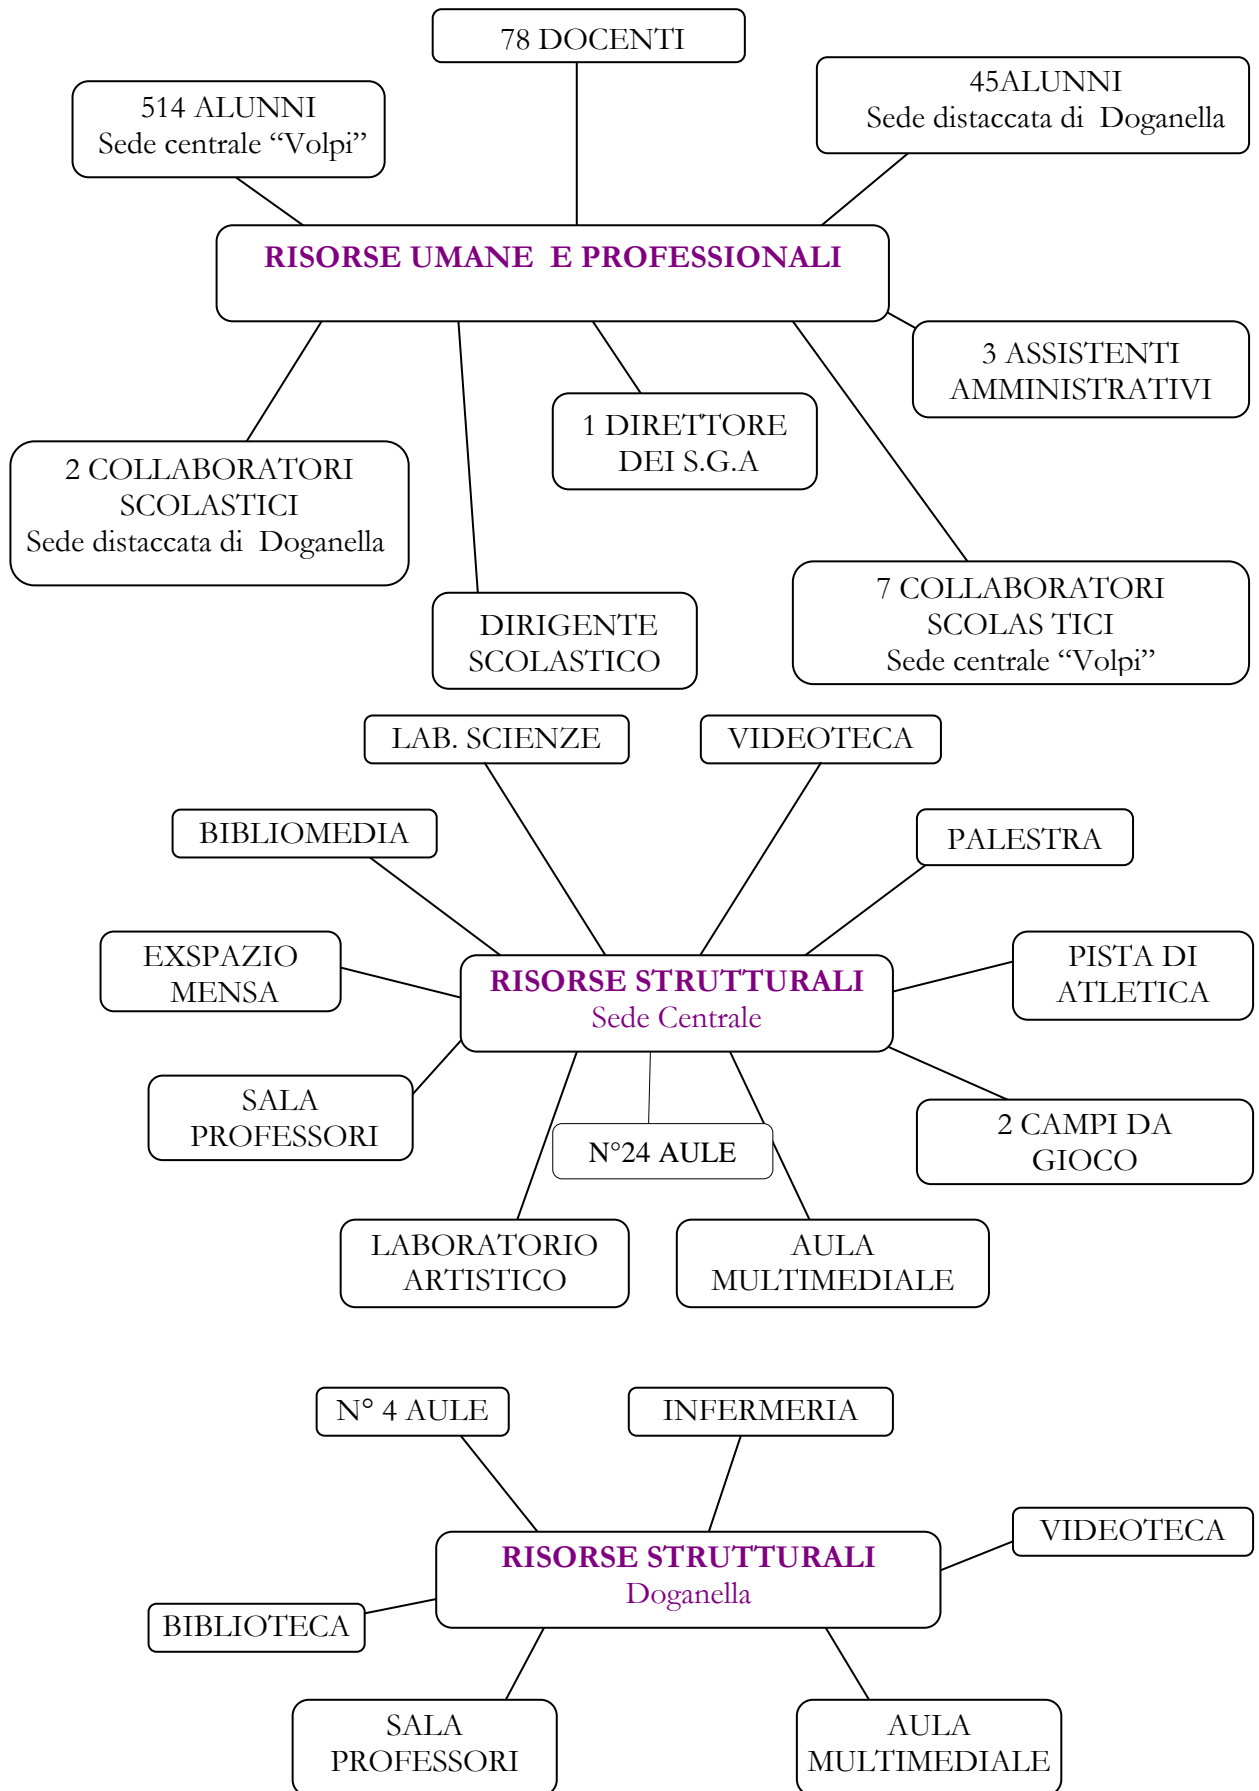 78 DOCENTI
514 ALUNNI
Sede centrale “Volpi”
45ALUNNI
Sede distaccata di Doganella
RISORSE UMANE E PROFESSIONALI
3 ASSISTENTI
AMMINISTRATIVI
1 DIRETTORE
DEI S.G.A
2 COLLABORATORI
SCOLASTICI
Sede distaccata di Doganella
7 COLLABORATORI
SCOLAS TICI
Sede centrale “Volpi”
DIRIGENTE
SCOLASTICO
LAB. SCIENZE
VIDEOTECA
BIBLIOMEDIA
PALESTRA
EXSPAZIO
MENSA
RISORSE STRUTTURALI
Sede Centrale
PISTA DI
ATLETICA
SALA
PROFESSORI
N°24 AULE
2 CAMPI DA
GIOCO
LABORATORIO
ARTISTICO
AULA
MULTIMEDIALE
N° 4 AULE
INFERMERIA
VIDEOTECA
RISORSE STRUTTURALI
Doganella
BIBLIOTECA
SALA
PROFESSORI
AULA
MULTIMEDIALE